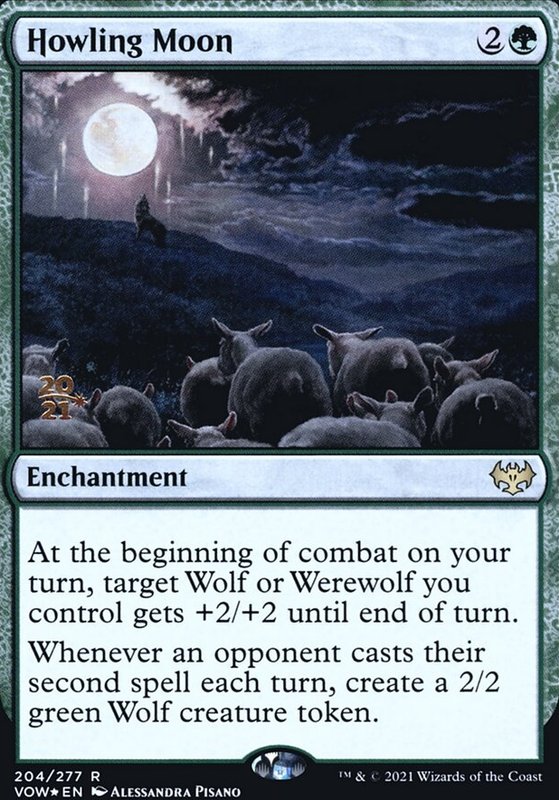 Howling Moon 2
20
21
Enchantment
At the beginning of combat on your
turn, target Wolf or Werewolf you
control gets +2/+2 until end of turn.
Whenever an opponent casts their
second spell each turn, create a 2/2
green Wolf creature token.
204/277 R
VOW★EN Alessandra Pisano
™ & © 2021 Wizards of the Coast